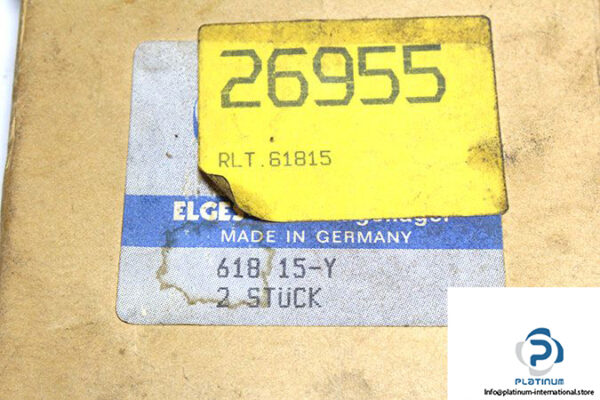 26955
RLT.61815
ELGES
MADE IN GERMANY
618 15-Y
2 STÜCK
PLATINUM
Info@platinum-international.store